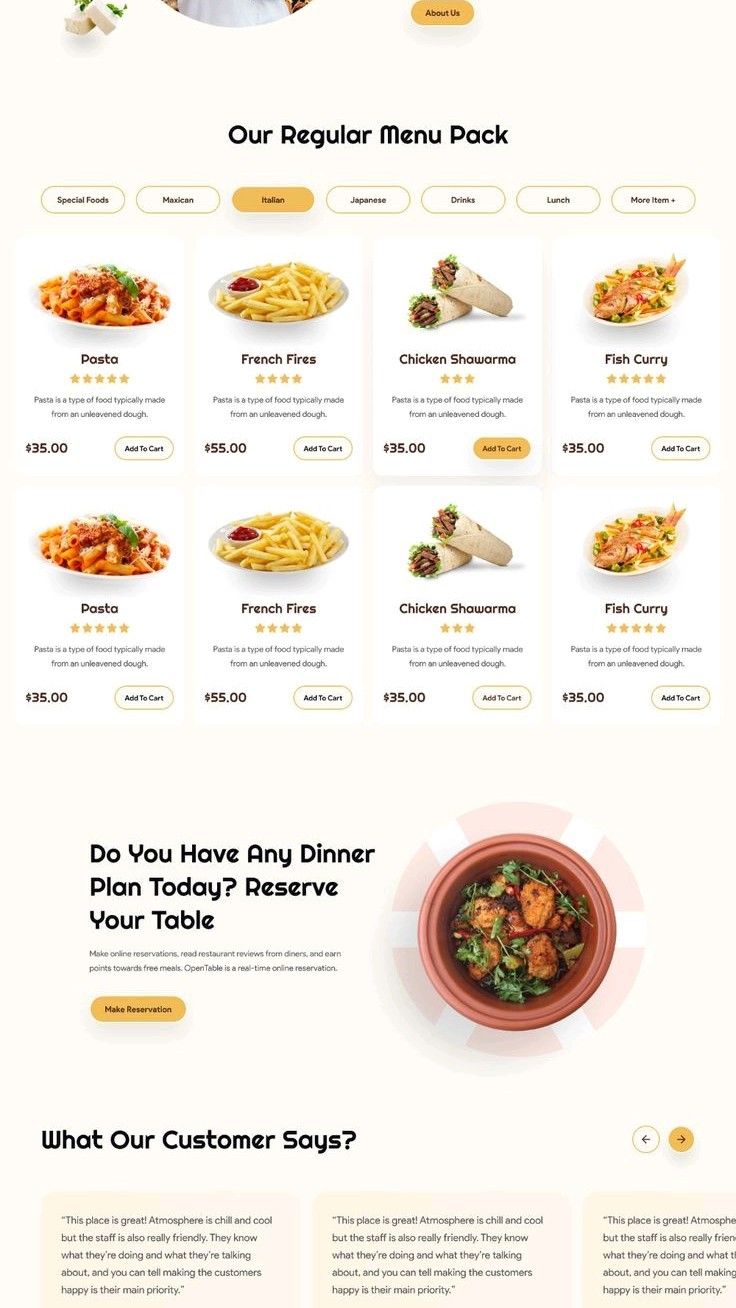 About Us
Our Regular Menu Pack
Special Foods
Maxican
Italian
Japanese
Drinks
Lunch
More Item +
Pasta
Pasta is a type of food typically made
from an unleavened dough.
$35.00
Add To Cart
French Fires
Pasta is a type of food typically made
from an unleavened dough.
$55.00
Add To Cart
Chicken Shawarma
Pasta is a type of food typically made
from an unleavened dough.
$35.00
Add To Cart
Fish Curry
Pasta is a type of food typically made
from an unleavened dough.
$35.00
Add To Cart
Pasta
Pasta is a type of food typically made
from an unleavened dough.
$35.00
Add To Cart
French Fires
Pasta is a type of food typically made
from an unleavened dough.
$55.00
Add To Cart
Chicken Shawarma
Pasta is a type of food typically made
from an unleavened dough.
$35.00
Add To Cart
Fish Curry
Pasta is a type of food typically made
from an unleavened dough.
$35.00
Add To Cart
Do You Have Any Dinner
Plan Today? Reserve
Your Table
Make online reservations, read restaurant reviews from diners, and earn
points towards free meals. OpenTable is a real-time online reservation.
Make Reservation
What Our Customer Says?
“This place is great! Atmosphere is chill and cool
but the staff is also really friendly. They know
what they’re doing and what they’re talking
about, and you can tell making the customers
happy is their main priority.”
“This place is great! Atmosphere is chill and cool
but the staff is also really friendly. They know
what they’re doing and what they’re talking
about, and you can tell making the customers
happy is their main priority.”
“This place is great! Atmosphe
but the staff is also really frien
what they’re doing and what th
about, and you can tell making
happy is their main priority.”